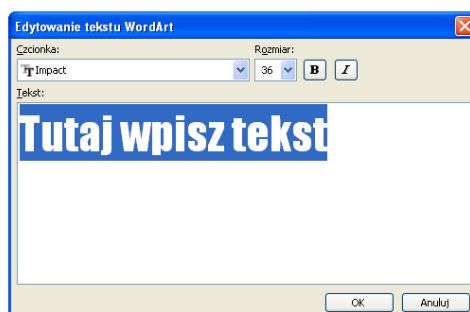 Edytowanie tekstu WordArt
Czcionka: Rozmiar:
Impact 36 B I
Tekst:
Tutaj wpisz tekst
OK Anuluj